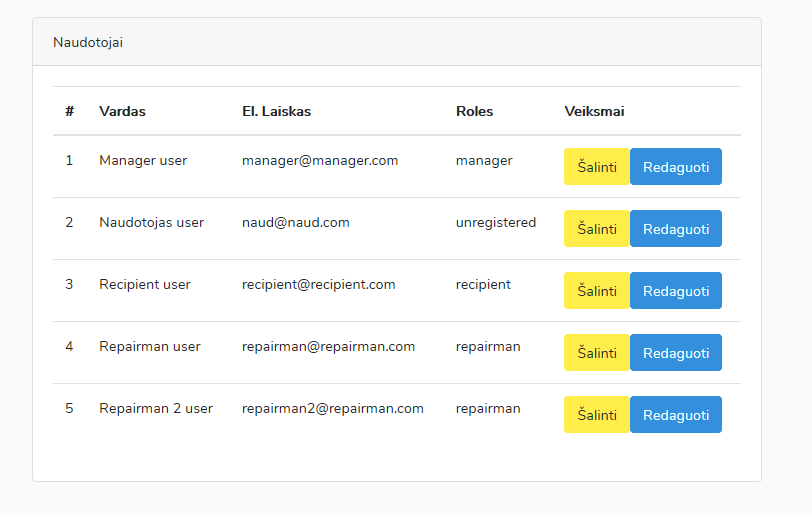 Naudotojai
# Vardas El. Laiskas Roles Veiksmai
1 Manager user manager@manager.com manager Šalinti Redaguoti
2 Naudotojas user naud@naud.com unregistered Šalinti Redaguoti
3 Recipient user recipient@recipient.com recipient Šalinti Redaguoti
4 Repairman user repairman@repairman.com repairman Šalinti Redaguoti
5 Repairman 2 user repairman2@repairman.com repairman Šalinti Redaguoti